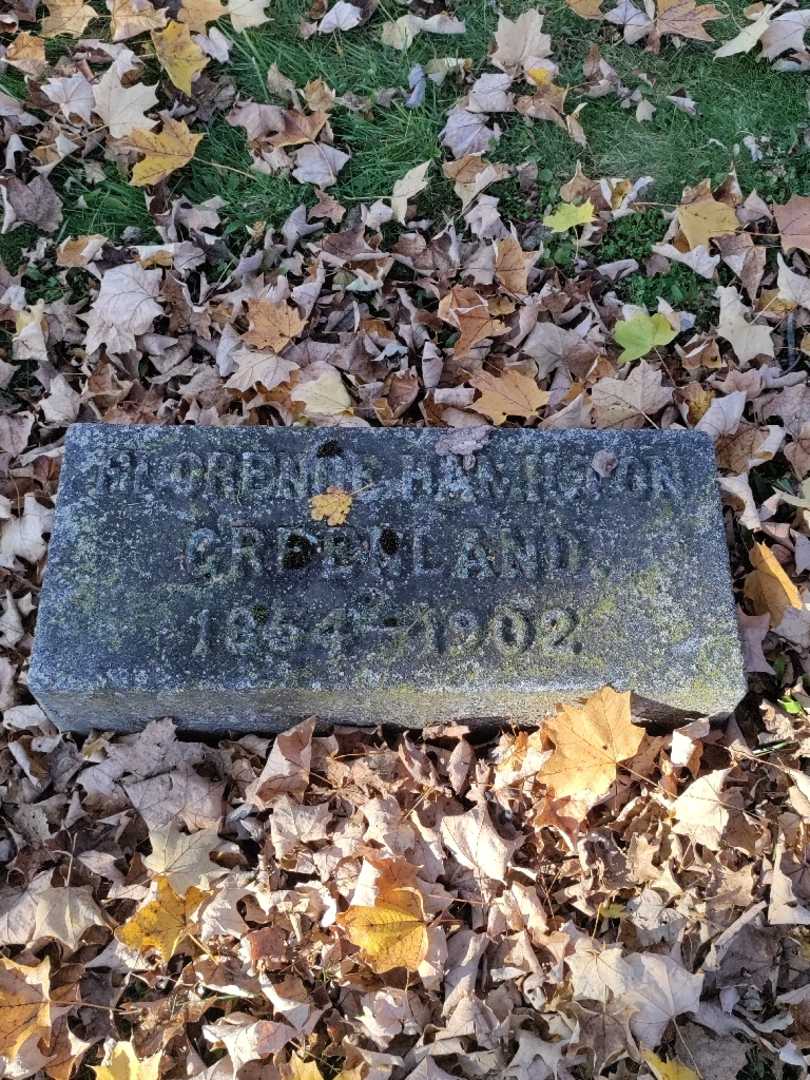 FLORENCE HAMILTON
GREENLAND.
1854-1902.